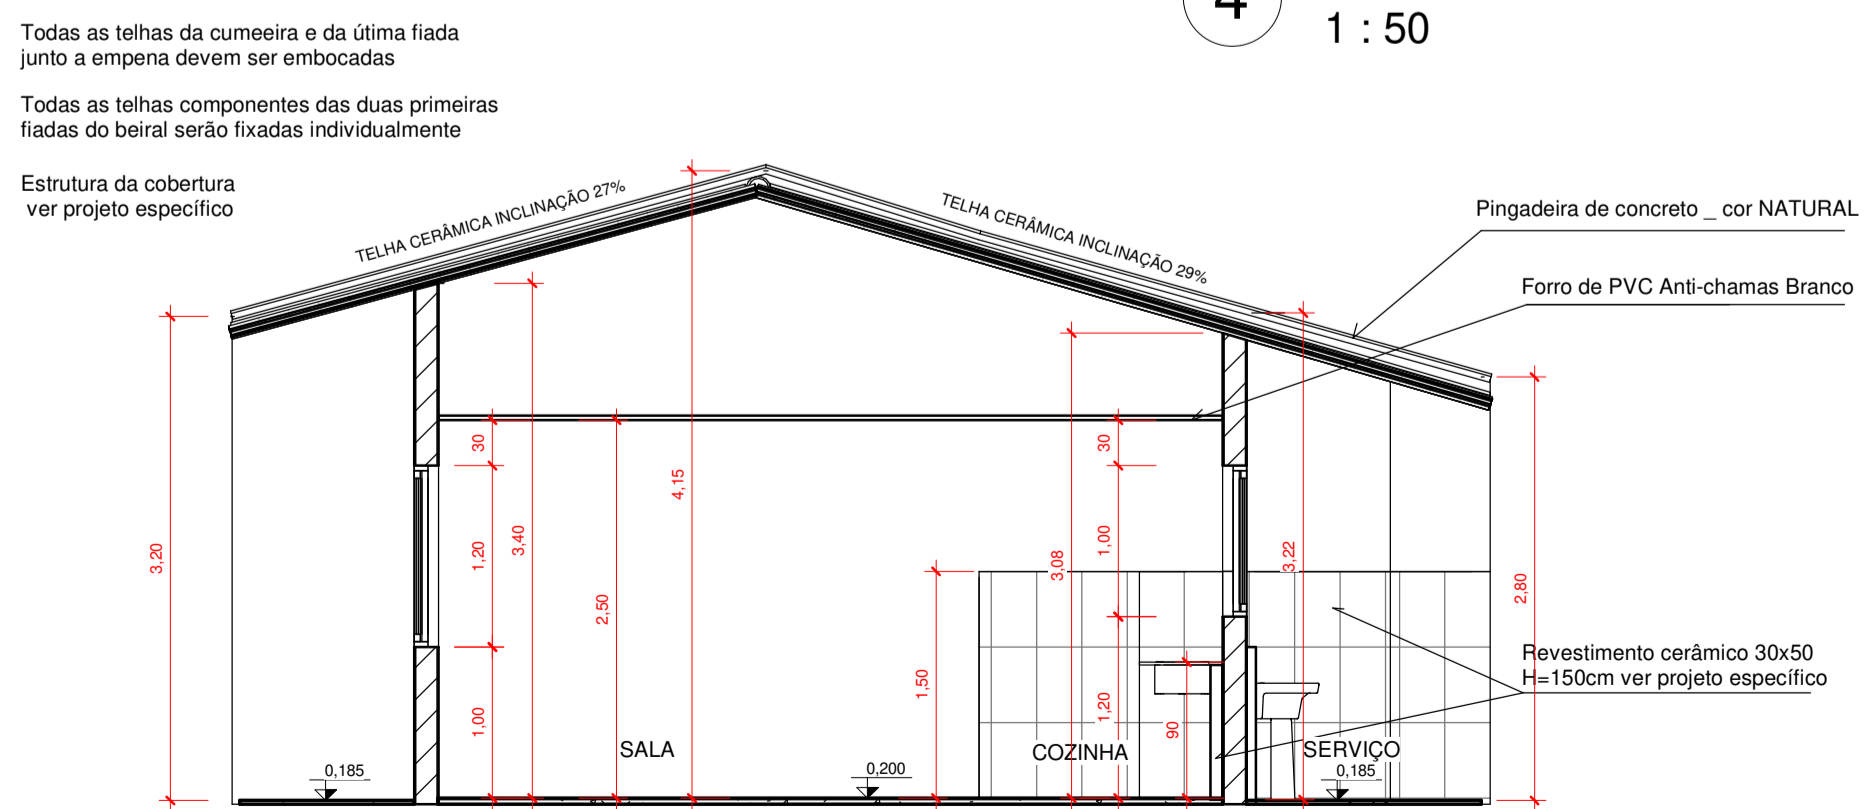 4
1 : 50
Todas as telhas da cumeeira e da útima fiada
junto a empena devem ser embocadas
Todas as telhas componentes das duas primeiras
fiadas do beiral serão fixadas individualmente
Estrutura da cobertura
ver projeto específico
TELHA CERÂMICA INCLINAÇÃO 27%
TELHA CERÂMICA INCLINAÇÃO 29%
Pingadeira de concreto _ cor NATURAL
Forro de PVC Anti-chamas Branco
Revestimento cerâmico 30x50
H=150cm ver projeto específico
3,20
30
1,20
1,00
3,40
2,50
4,15
1,50
3,08
30
1,00
1,20
90
3,22
2,80
SALA
COZINHA
SERVIÇO
0,185
0,200
0,185